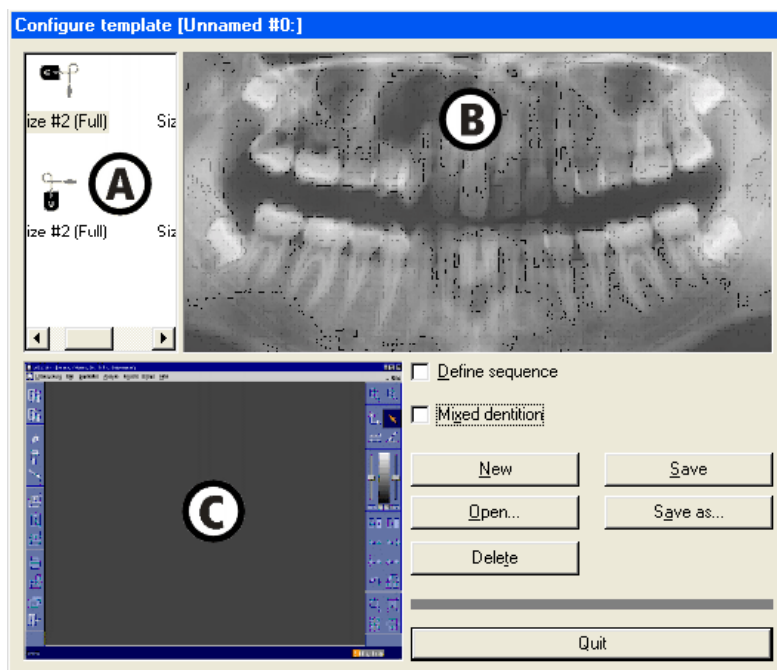 Configure template [Unnamed #0:]
ize #2 (Full) Siz
A
ize #2 (Full) Siz
B
C
Define sequence
Mixed dentition
New
Save
Open...
Save as...
Delete
Quit